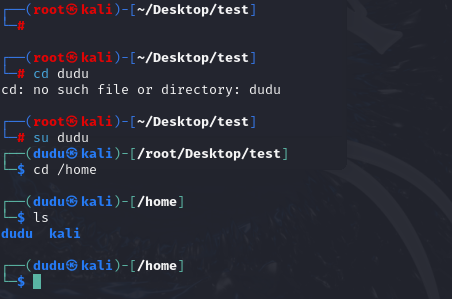 ┌──(root㉿kali)-[~/Desktop/test]
└─#
┌──(root㉿kali)-[~/Desktop/test]
└─# cd dudu
cd: no such file or directory: dudu
┌──(root㉿kali)-[~/Desktop/test]
└─# su dudu
┌──(dudu㉿kali)-[/root/Desktop/test]
└─$ cd /home
┌──(dudu㉿kali)-[/home]
└─$ ls
dudu  kali
┌──(dudu㉿kali)-[/home]
└─$